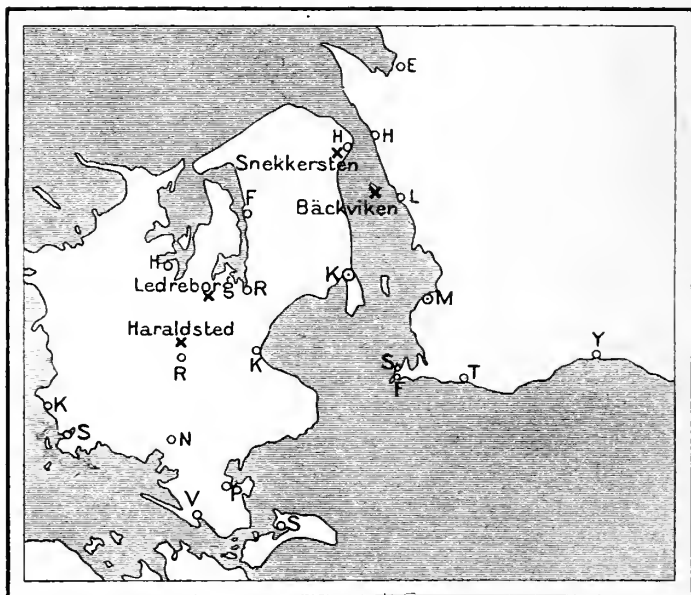 E
H
H
Snekkersten
L
F
Bäckviken
H
K
Ledreborg
R
M
Haraldsted
R
K
Y
S
F
T
K
S
N
P
V
S